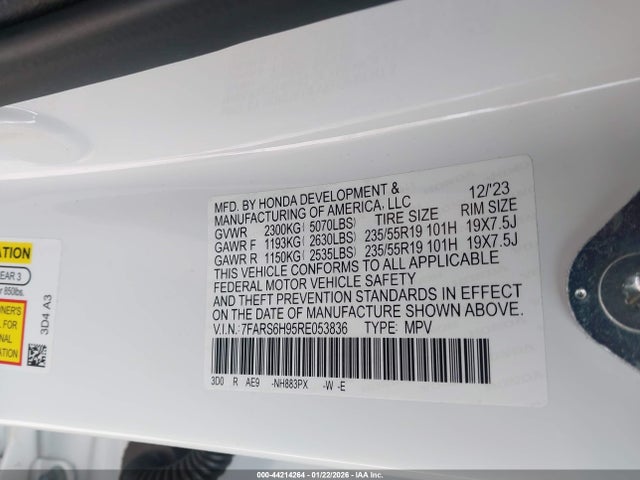 MFD. BY HONDA DEVELOPMENT & 12/'23
MANUFACTURING OF AMERICA, LLC
GVWR 2300KG( 5070LBS) TIRE SIZE RIM SIZE
GAWR F 1193KG( 2630LBS) 235/55R19 101H 19X7.5J
GAWR R 1150KG( 2535LBS) 235/55R19 101H 19X7.5J
THIS VEHICLE CONFORMS TO ALL APPLICABLE
FEDERAL MOTOR VEHICLE SAFETY
AND THEFT PREVENTION STANDARDS IN EFFECT
ON THE DATE OF MANUFACTURE SHOWN ABOVE.
V.I.N.: 7FARS6H95RE053836 TYPE: MPV
3D0 R AE9 -NH883PX -W -E
EAR 3
850lbs.
3D4 A3
000-44214264 | 01/22/2026 - © IAA Inc.